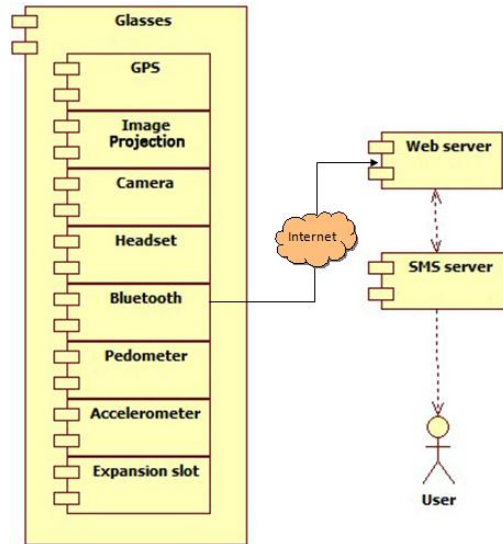 Glasses
GPS
Image
Projection
Camera
Headset
Bluetooth
Pedometer
Accelerometer
Expansion slot
Internet
Web server
SMS server
User